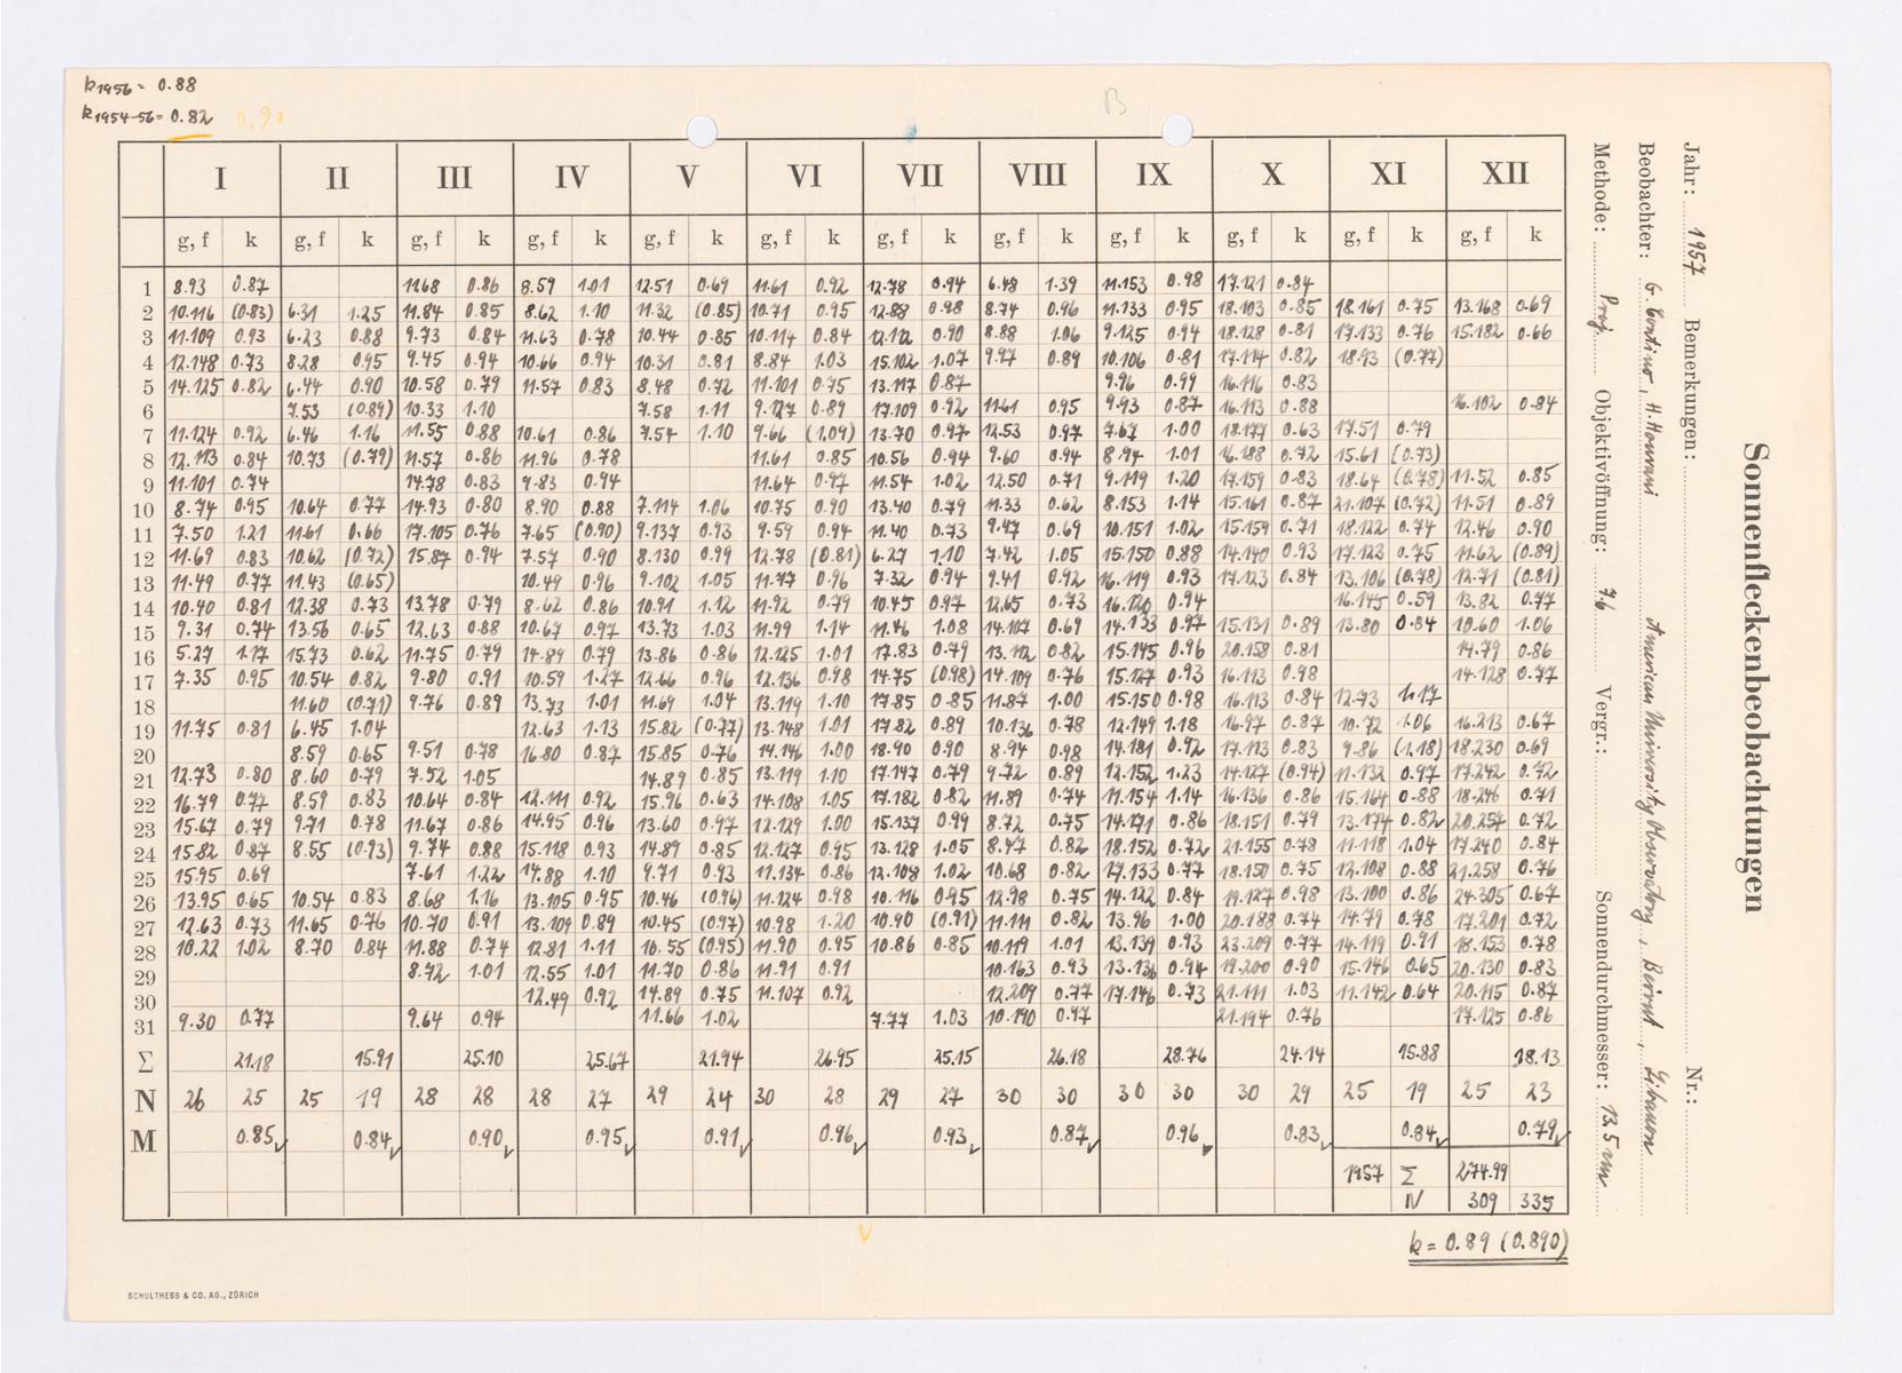 k1956 = 0.88
k1954-56 = 0.82 0.90
B
I II III IV V VI VII VIII IX X XI XII
g, f k g, f k g, f k g, f k g, f k g, f k g, f k g, f k g, f k g, f k g, f k g, f k
1 8.93 0.87 11.68 0.86 8.59 1.01 12.51 0.69 11.61 0.92 12.78 0.94 6.48 1.39 11.153 0.98 17.121 0.84
2 10.116 (0.83) 6.31 1.25 11.84 0.85 8.62 1.10 11.32 (0.85) 10.71 0.95 12.88 0.98 8.74 0.96 11.133 0.95 18.103 0.85 18.161 0.75 13.168 0.69
3 11.109 0.93 6.23 0.88 9.73 0.84 11.63 0.78 10.44 0.85 10.114 0.84 12.112 0.90 8.88 1.06 9.125 0.94 18.128 0.81 17.133 0.76 15.182 0.66
4 12.148 0.73 8.28 0.95 9.45 0.94 10.66 0.94 10.31 0.81 8.84 1.03 15.102 1.07 9.97 0.89 10.106 0.81 17.114 0.82 18.93 (0.77)
5 14.125 0.82 6.44 0.90 10.58 0.79 11.57 0.83 8.48 0.72 11.101 0.75 13.117 0.87 9.96 0.99 16.116 0.83
6 7.53 (0.89) 10.33 1.10 7.58 1.11 9.127 0.89 17.109 0.92 11.61 0.95 9.93 0.87 16.113 0.88 16.102 0.84
7 11.124 0.92 6.46 1.16 11.55 0.88 10.61 0.86 7.54 1.10 9.66 (1.09) 13.70 0.97 12.53 0.97 7.67 1.00 18.177 0.63 17.51 0.79
8 12.113 0.84 10.73 (0.79) 11.57 0.86 11.96 0.78 11.61 0.85 10.56 0.94 9.60 0.94 8.94 1.01 16.188 0.72 15.61 (0.73)
9 11.101 0.74 14.78 0.83 9.83 0.94 11.64 0.97 11.54 1.02 12.50 0.71 9.119 1.20 17.159 0.83 18.64 (0.78) 11.52 0.85
10 8.74 0.95 10.64 0.77 14.93 0.80 8.90 0.88 7.114 1.06 10.75 0.90 13.40 0.79 11.33 0.62 8.153 1.14 15.161 0.87 21.107 (0.72) 11.51 0.89
11 7.50 1.21 11.61 0.66 17.105 0.76 7.65 (0.90) 9.137 0.93 9.59 0.94 11.40 0.73 9.47 0.69 10.151 1.02 15.159 0.71 18.122 0.74 12.46 0.90
12 11.69 0.83 10.62 (0.72) 15.87 0.94 7.57 0.90 8.130 0.99 12.78 (0.81) 6.27 1.10 7.42 1.05 15.150 0.88 14.140 0.93 17.123 0.75 11.62 (0.89)
13 11.49 0.77 11.43 (0.65) 10.49 0.96 9.102 1.05 11.77 0.96 7.32 0.94 9.41 0.92 16.119 0.93 17.123 0.84 13.106 (0.78) 12.71 (0.81)
14 10.40 0.81 12.38 0.73 13.78 0.79 8.62 0.86 10.91 1.12 11.92 0.79 10.45 0.97 12.65 0.73 16.120 0.94 16.145 0.59 13.82 0.77
15 9.31 0.74 13.56 0.65 12.63 0.88 10.67 0.97 13.73 1.03 11.99 1.14 11.46 1.08 14.107 0.69 14.133 0.97 15.131 0.89 13.80 0.84 10.60 1.06
16 5.27 1.17 15.73 0.62 11.75 0.79 14.89 0.79 13.86 0.86 12.125 1.01 17.83 0.79 13.112 0.82 15.145 0.96 20.158 0.81 14.79 0.86
17 7.35 0.95 10.54 0.82 9.80 0.91 10.59 1.27 12.66 0.96 12.136 0.98 14.75 (0.98) 14.109 0.76 15.127 0.93 16.113 0.98 14.128 0.77
18 11.60 (0.71) 9.76 0.89 13.73 1.01 11.69 1.04 13.119 1.10 17.85 0.85 11.87 1.00 15.150 0.98 16.113 0.84 12.73 1.17
19 11.75 0.81 6.45 1.04 12.63 1.13 15.82 (0.77) 13.148 1.01 17.82 0.89 10.136 0.78 12.149 1.18 16.97 0.87 10.72 1.06 16.213 0.67
20 8.59 0.65 9.51 0.78 16.80 0.87 15.85 0.76 14.146 1.00 18.90 0.90 8.94 0.98 14.181 0.92 17.113 0.83 9.86 (1.18) 18.230 0.69
21 12.73 0.80 8.60 0.79 7.52 1.05 14.89 0.85 13.119 1.10 17.147 0.79 9.72 0.89 12.152 1.23 14.127 (0.94) 11.132 0.97 17.242 0.72
22 16.79 0.77 8.59 0.83 10.64 0.84 12.111 0.92 15.96 0.63 14.108 1.05 17.182 0.82 11.89 0.74 11.154 1.14 16.136 0.86 15.164 0.88 18.246 0.71
23 15.67 0.79 9.71 0.78 11.67 0.86 14.95 0.96 13.60 0.97 12.129 1.00 15.137 0.99 8.72 0.75 14.171 0.86 18.151 0.79 13.174 0.82 20.257 0.72
24 15.82 0.87 8.55 (0.93) 9.74 0.88 15.118 0.93 14.89 0.85 12.127 0.95 13.128 1.05 8.47 0.82 18.152 0.72 21.155 0.78 11.118 1.04 17.240 0.84
25 15.95 0.69 7.61 1.22 14.88 1.10 9.71 0.93 11.134 0.86 12.108 1.02 10.68 0.82 17.133 0.77 18.150 0.75 12.108 0.88 21.258 0.76
26 13.95 0.65 10.54 0.83 8.68 1.16 13.105 0.95 10.46 (0.96) 11.124 0.98 10.116 0.95 12.98 0.75 14.122 0.84 19.127 0.98 13.100 0.86 24.305 0.67
27 12.63 0.73 11.65 0.76 10.70 0.91 13.109 0.89 10.45 (0.97) 10.98 1.20 10.90 (0.91) 11.111 0.82 13.96 1.00 20.188 0.74 14.79 0.78 17.201 0.72
28 10.22 1.02 8.70 0.84 11.88 0.74 12.81 1.11 10.55 (0.95) 11.90 0.95 10.86 0.85 10.119 1.01 13.139 0.93 23.209 0.77 14.119 0.91 18.153 0.78
29 8.72 1.01 12.55 1.01 11.70 0.86 11.91 0.91 10.163 0.93 13.136 0.94 19.200 0.90 15.146 0.65 20.130 0.83
30 12.49 0.92 14.89 0.75 11.107 0.92 12.209 0.77 17.146 0.73 21.111 1.03 11.142 0.64 20.115 0.87
31 9.30 0.77 9.64 0.94 11.66 1.02 7.77 1.03 10.190 0.97 21.194 0.76 17.125 0.86
Σ 21.18 15.91 25.10 25.67 21.94 26.95 25.15 26.18 28.76 24.14 15.88 18.13
N 26 25 25 19 28 28 28 27 29 24 30 28 29 27 30 30 30 30 30 29 25 19 25 23
M 0.85 0.84 0.90 0.95 0.91 0.96 0.93 0.87 0.96 0.83 0.84 0.79
1957 Σ 274.99
N 309 335
k = 0.89 (0.890)
SCHULTHESS & CO. AG., ZÜRICH
Sonnenfleckenbeobachtungen
Jahr: 1957 Bemerkungen: Nr.:
Beobachter: G. Contino, H. Hourani American University Observatory, Beirut, Libanon
Methode: Proj. Objektivöffnung: 7.6 Vergr.: Sonnendurchmesser: 13.5 cm